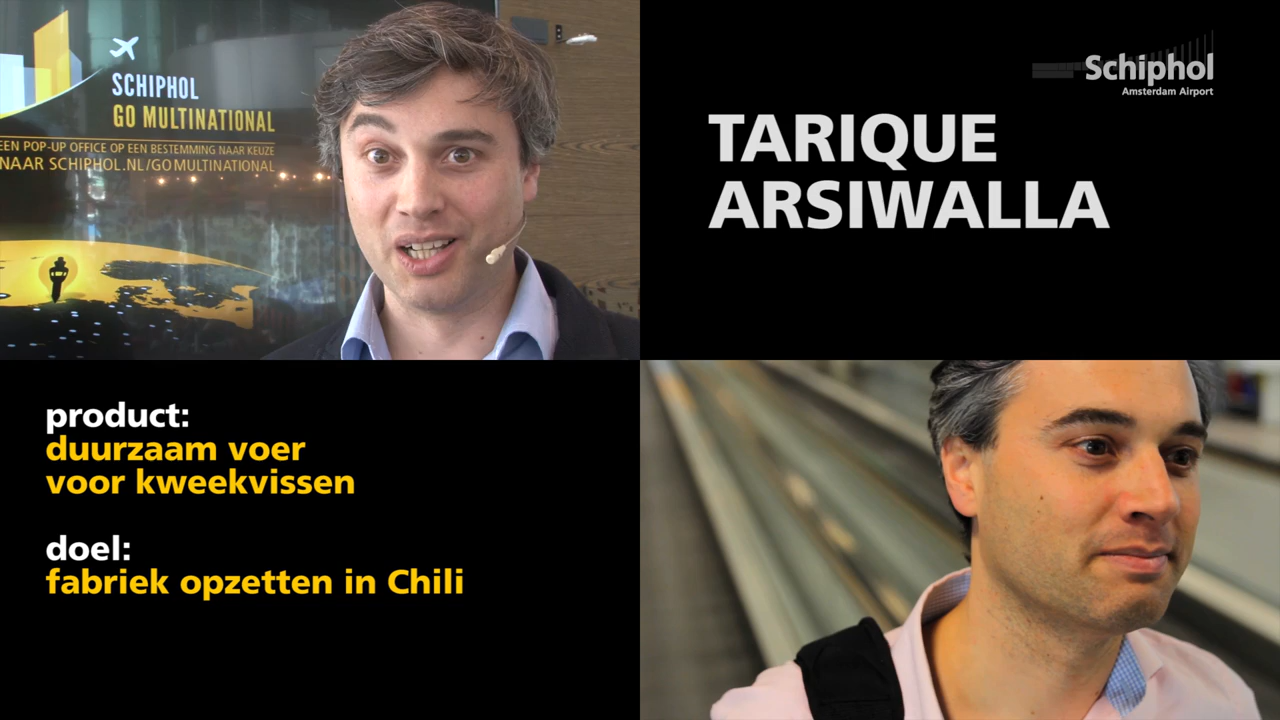 SCHIPHOL
GO MULTINATIONAL
EEN POP-UP OFFICE OP EEN BESTEMMING NAAR KEUZE
NAAR SCHIPHOL.NL/GOMULTINATIONAL
Schiphol
Amsterdam Airport
TARIQUE
ARSIWALLA
product:
duurzaam voer
voor kweekvissen
doel:
fabriek opzetten in Chili